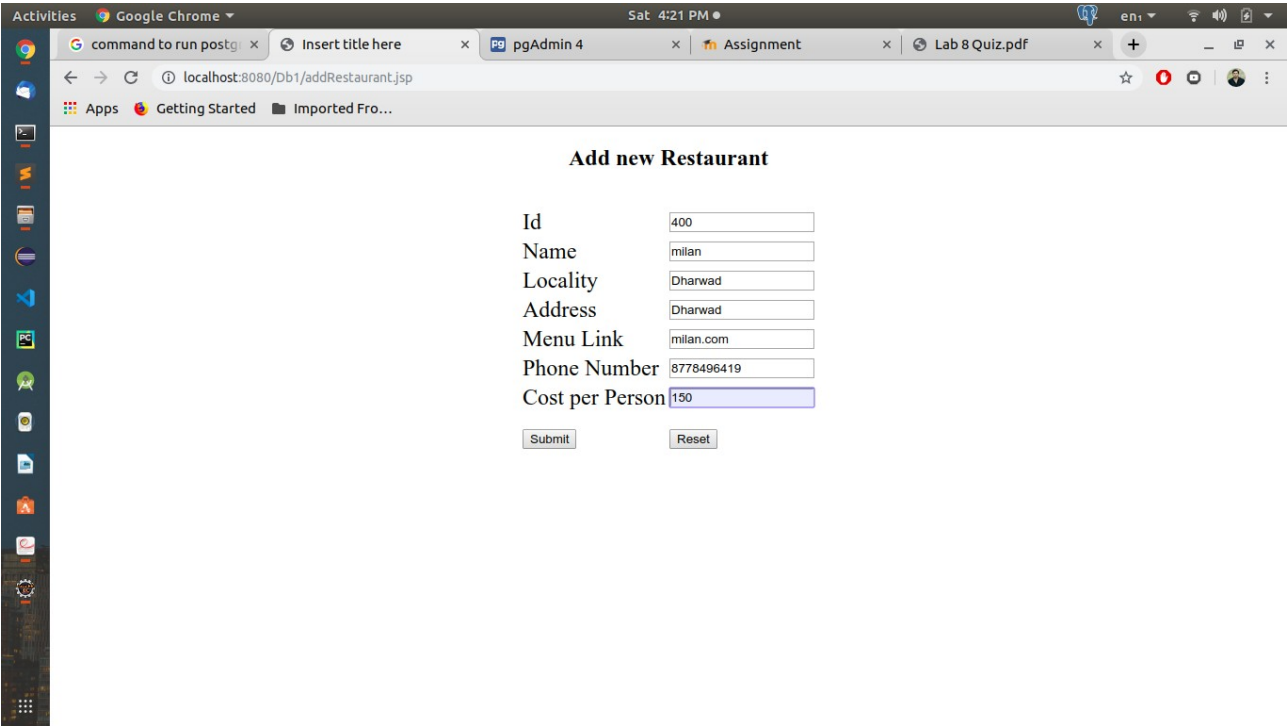 Activities Google Chrome Sat 4:21 PM en₁
command to run postg Insert title here pgAdmin 4 Assignment Lab 8 Quiz.pdf
localhost:8080/Db1/addRestaurant.jsp
Apps Getting Started Imported Fro...
Add new Restaurant
Id 400
Name milan
Locality Dharwad
Address Dharwad
Menu Link milan.com
Phone Number 8778496419
Cost per Person 150
Submit Reset